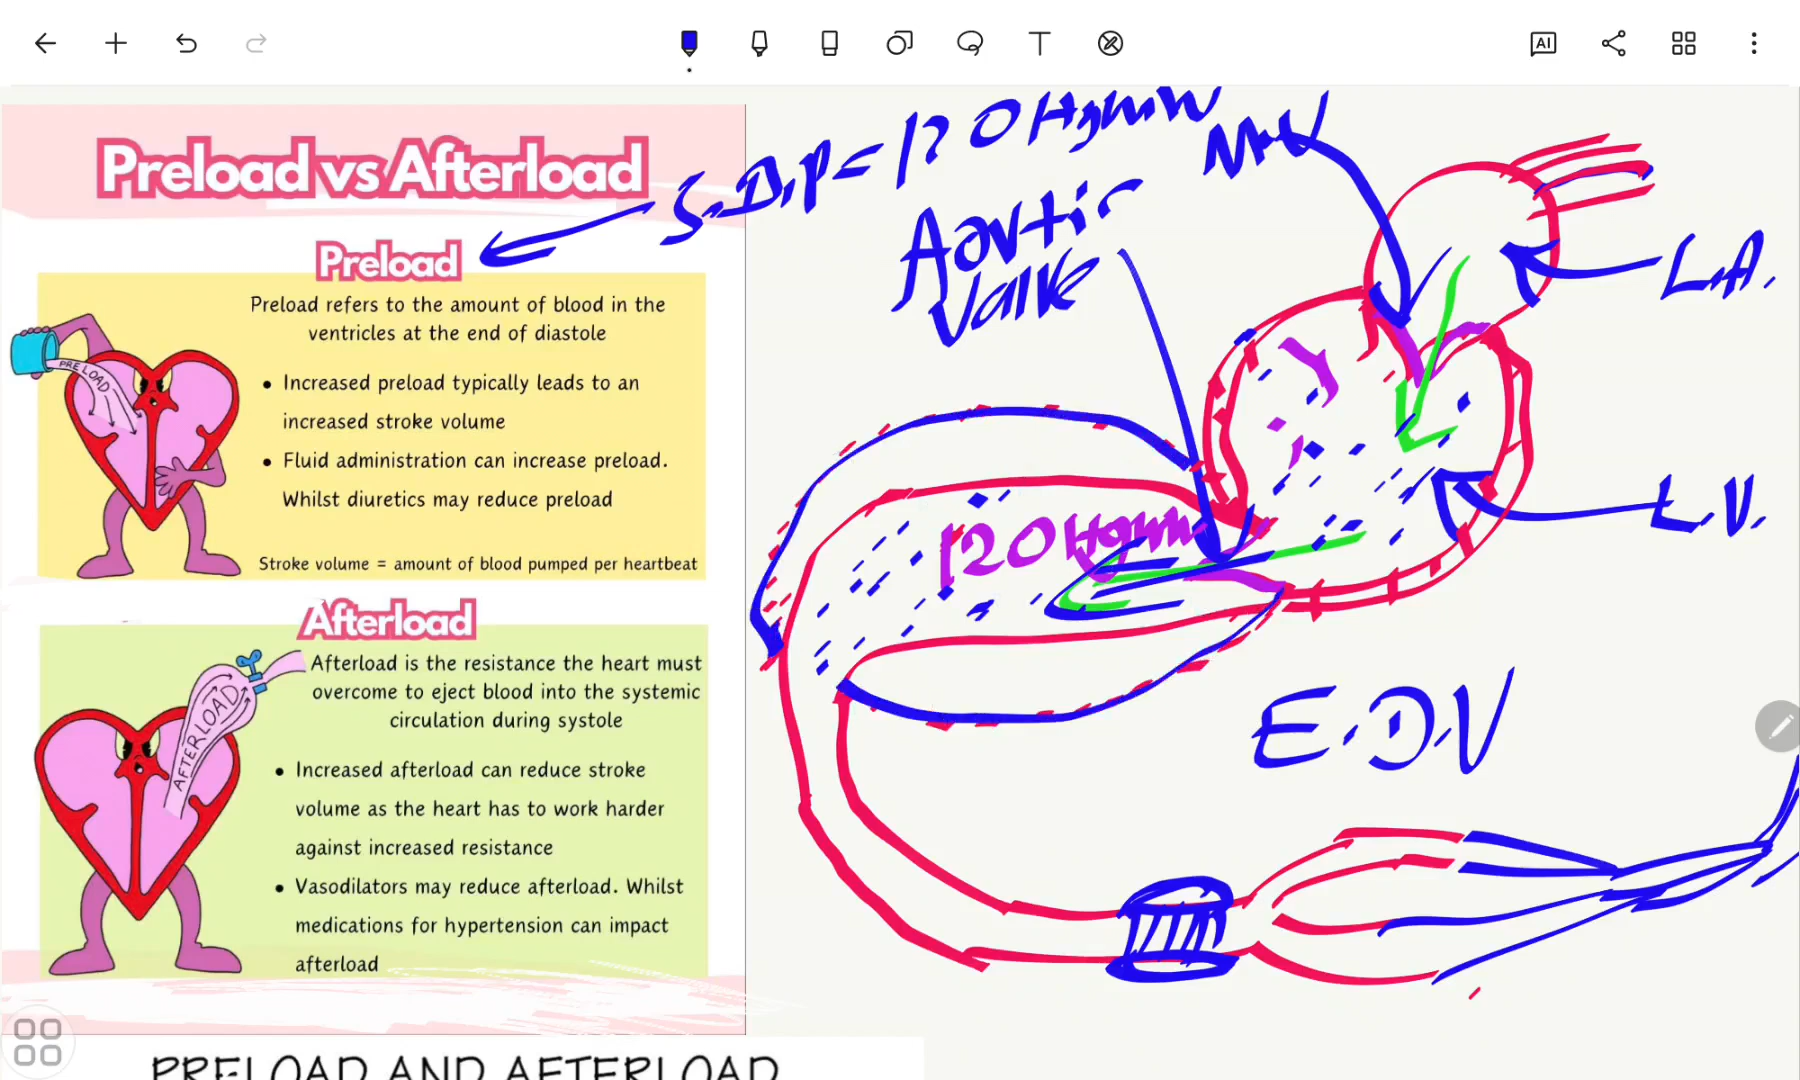 AI
Preload vs Afterload
Preload
Preload refers to the amount of blood in the
ventricles at the end of diastole
• Increased preload typically leads to an
increased stroke volume
• Fluid administration can increase preload.
Whilst diuretics may reduce preload
Stroke volume = amount of blood pumped per heartbeat
PRELOAD
Afterload
Afterload is the resistance the heart must
overcome to eject blood into the systemic
circulation during systole
• Increased afterload can reduce stroke
volume as the heart has to work harder
against increased resistance
• Vasodilators may reduce afterload. Whilst
medications for hypertension can impact
afterload
AFTERLOAD
PRELOAD AND AFTERLOAD
= 120 Hgmm
Aortic
Valve
L.A.
120 Hgmm
L.V.
E.D.V